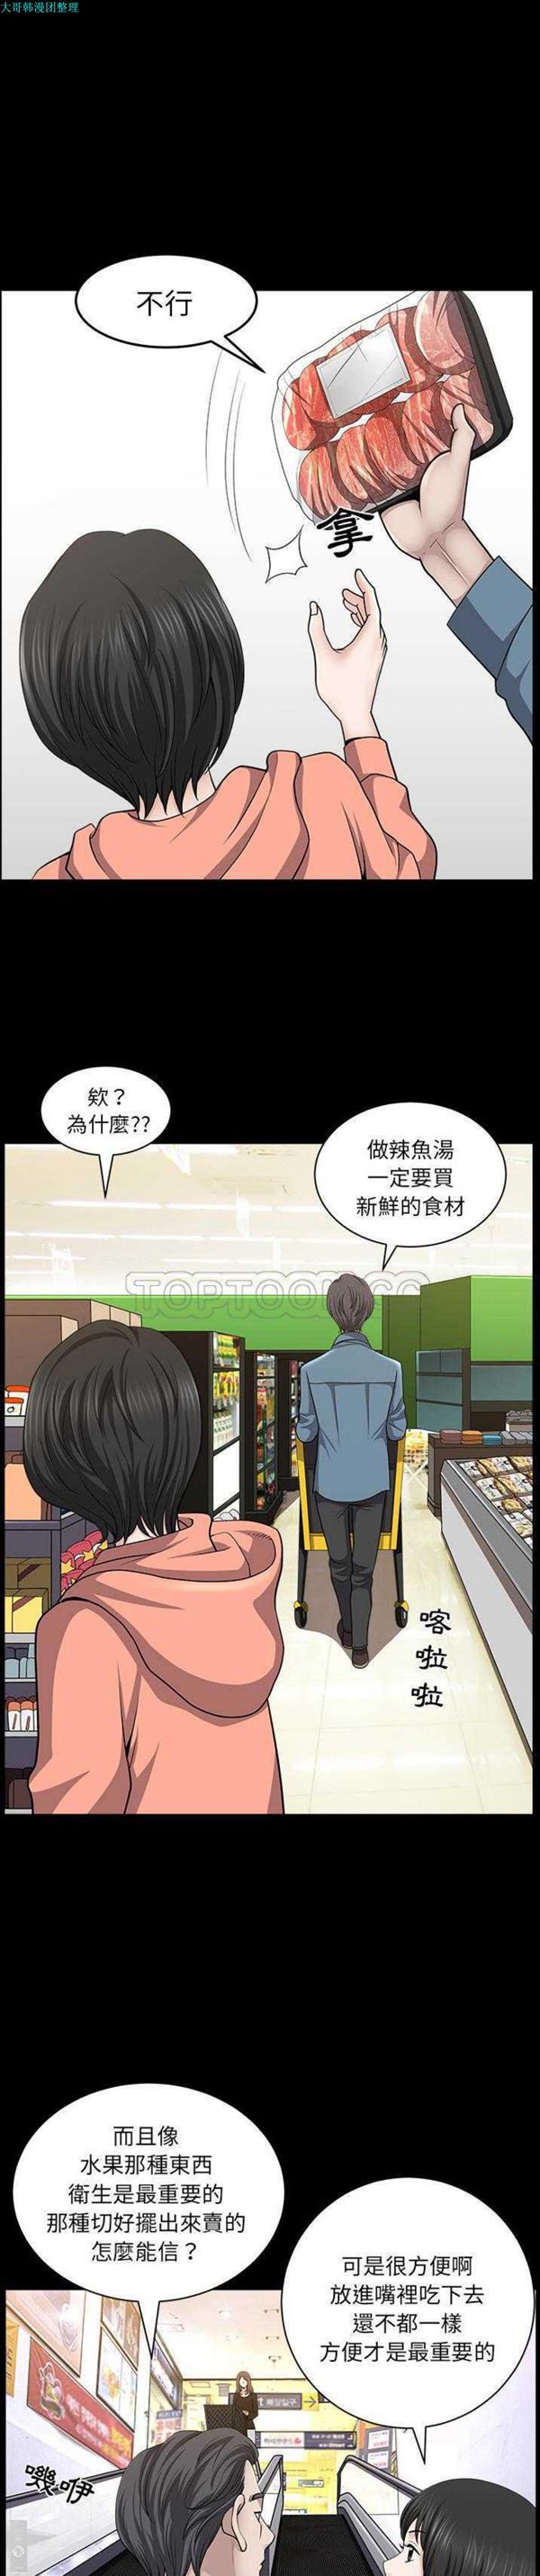 大哥韩漫团整理
不行
拿
欸？
為什麼??
做辣魚湯
一定要買
新鮮的食材
TOPTOON.CC
喀
啦
啦
而且像
水果那種東西
衛生是最重要的
那種切好擺出來賣的
怎麼能信？
可是很方便啊
放進嘴裡吃下去
還不都一樣
方便才是最重要的
嘰咿